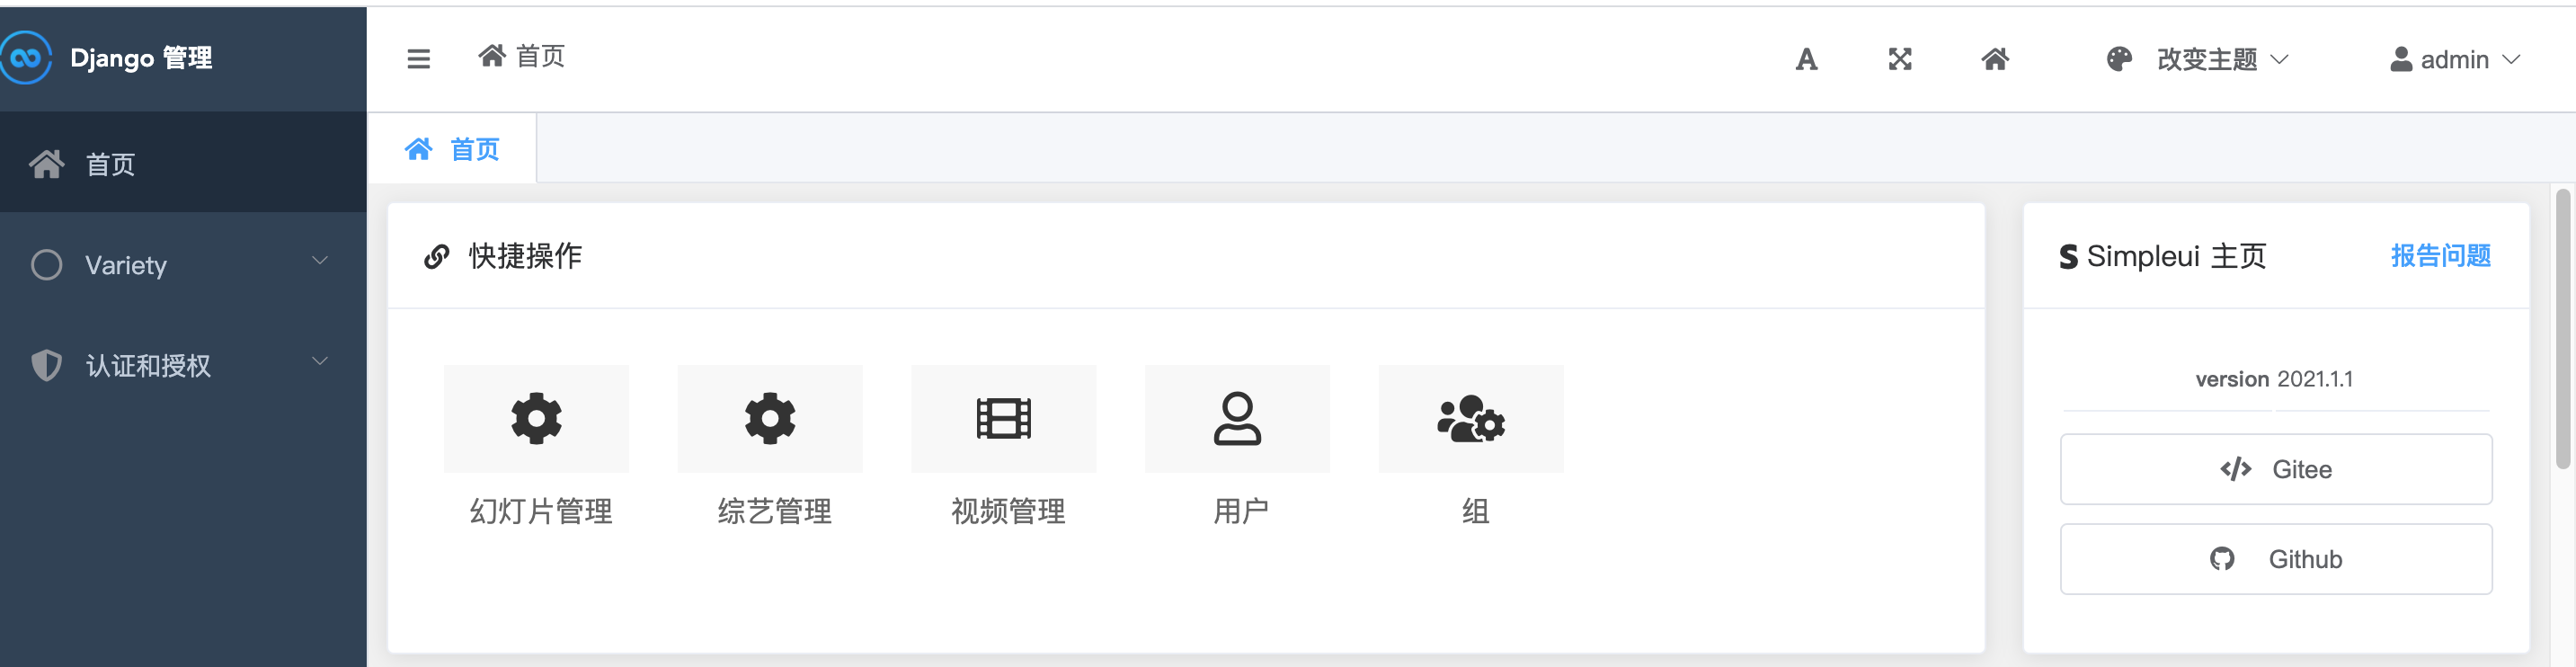 Django 管理
首页
改变主题
admin
首页
首页
Variety
认证和授权
快捷操作
幻灯片管理
综艺管理
视频管理
用户
组
Simpleui 主页
报告问题
version 2021.1.1
Gitee
Github